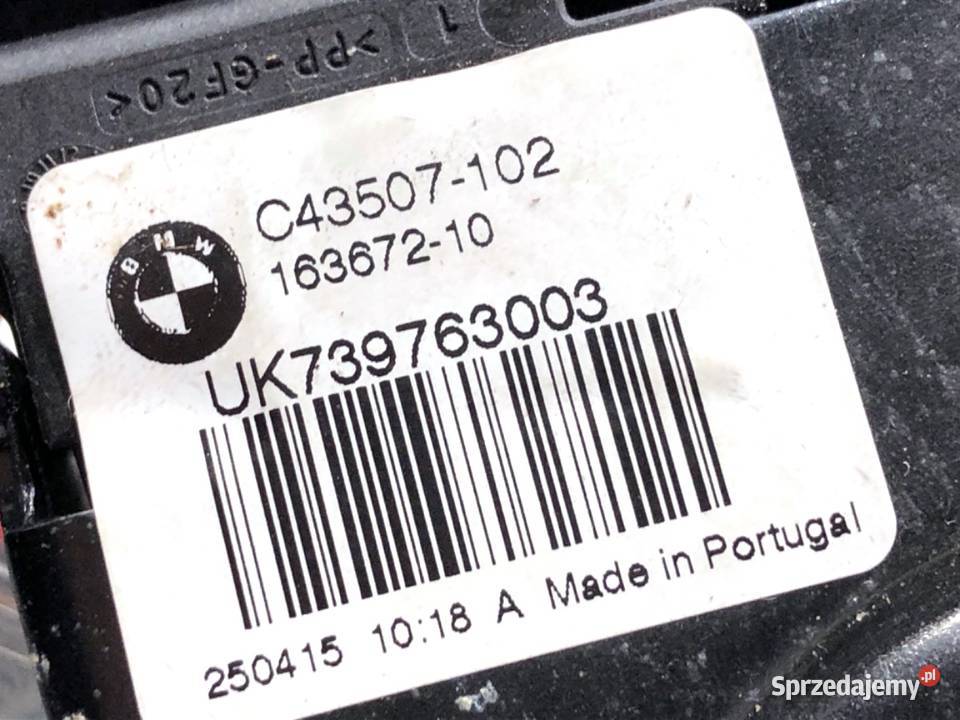 >PP-GF20<
1
C43507-102
163672-10
BMW
UK739763003
250415 10:18 A Made in Portugal
Sprzedajemy.pl